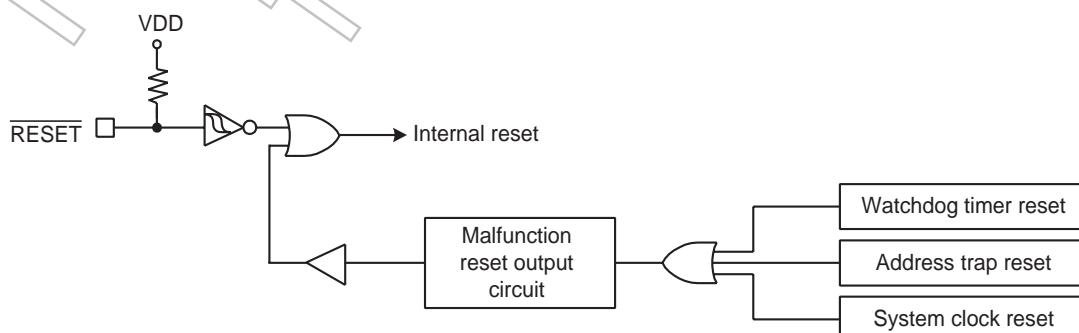 VDD
RESET
Internal reset
Watchdog timer reset
Malfunction
reset output
circuit
Address trap reset
System clock reset